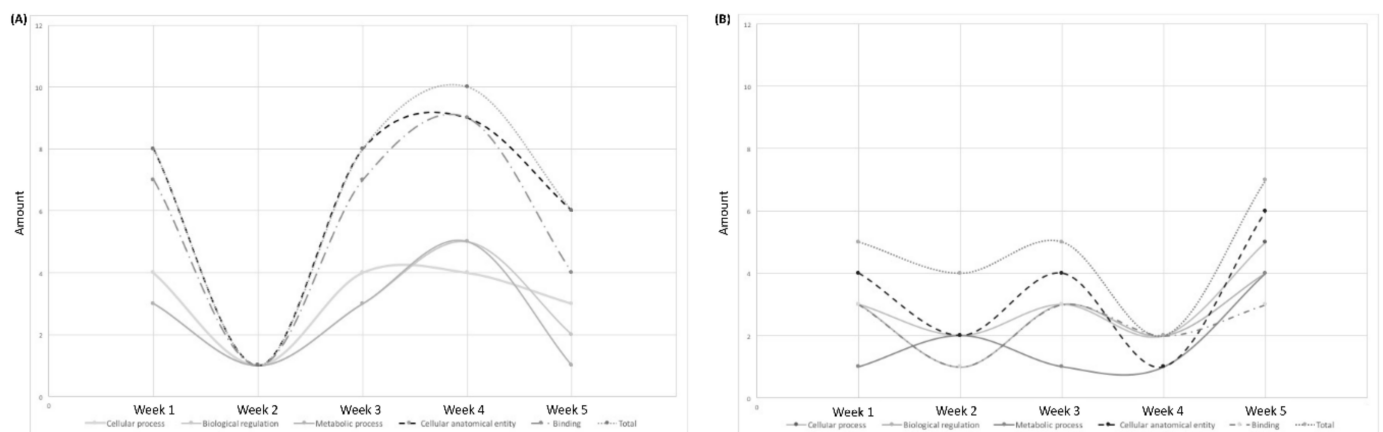 (A)
12
10
8
6
4
2
0
0
Amount
Week 1 Week 2 Week 3 Week 4 Week 5
Cellular process Biological regulation Metabolic process Cellular anatomical entity Binding Total
(B)
12
10
8
6
4
2
0
0
Amount
Week 1 Week 2 Week 3 Week 4 Week 5
Cellular process Biological regulation Metabolic process Cellular anatomical entity Binding Total